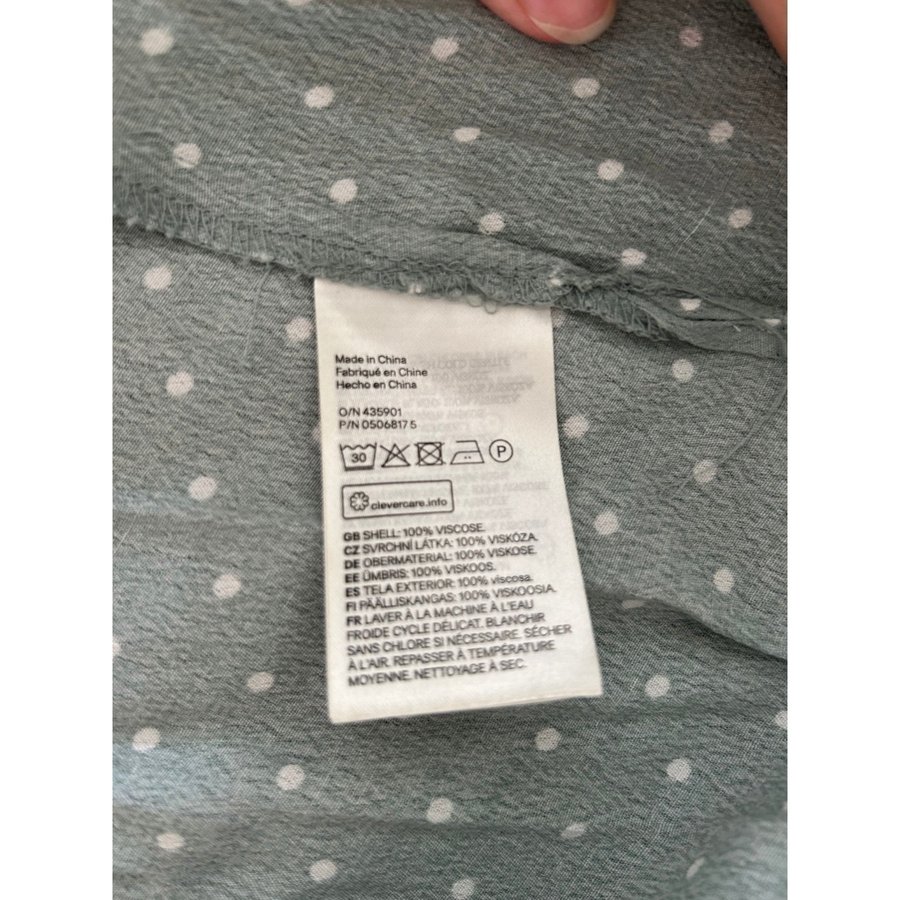 Made in China
Fabriqué en Chine
Hecho en China
O/N 435901
P/N 05068175
30 P
clevercare.info
GB SHELL: 100% VISCOSE.
CZ SVRCHNÍ LÁTKA: 100% VISKÓZA.
DE OBERMATERIAL: 100% VISKOSE.
EE ÜMBRIS: 100% VISKOOS.
ES TELA EXTERIOR: 100% viscosa.
FI PÄÄLLISKANGAS: 100% VISKOOSIA.
FR LAVER À LA MACHINE À L'EAU
FROIDE CYCLE DÉLICAT. BLANCHIR
SANS CHLORE SI NÉCESSAIRE. SÉCHER
À L'AIR. REPASSER À TEMPÉRATURE
MOYENNE. NETTOYAGE À SEC.